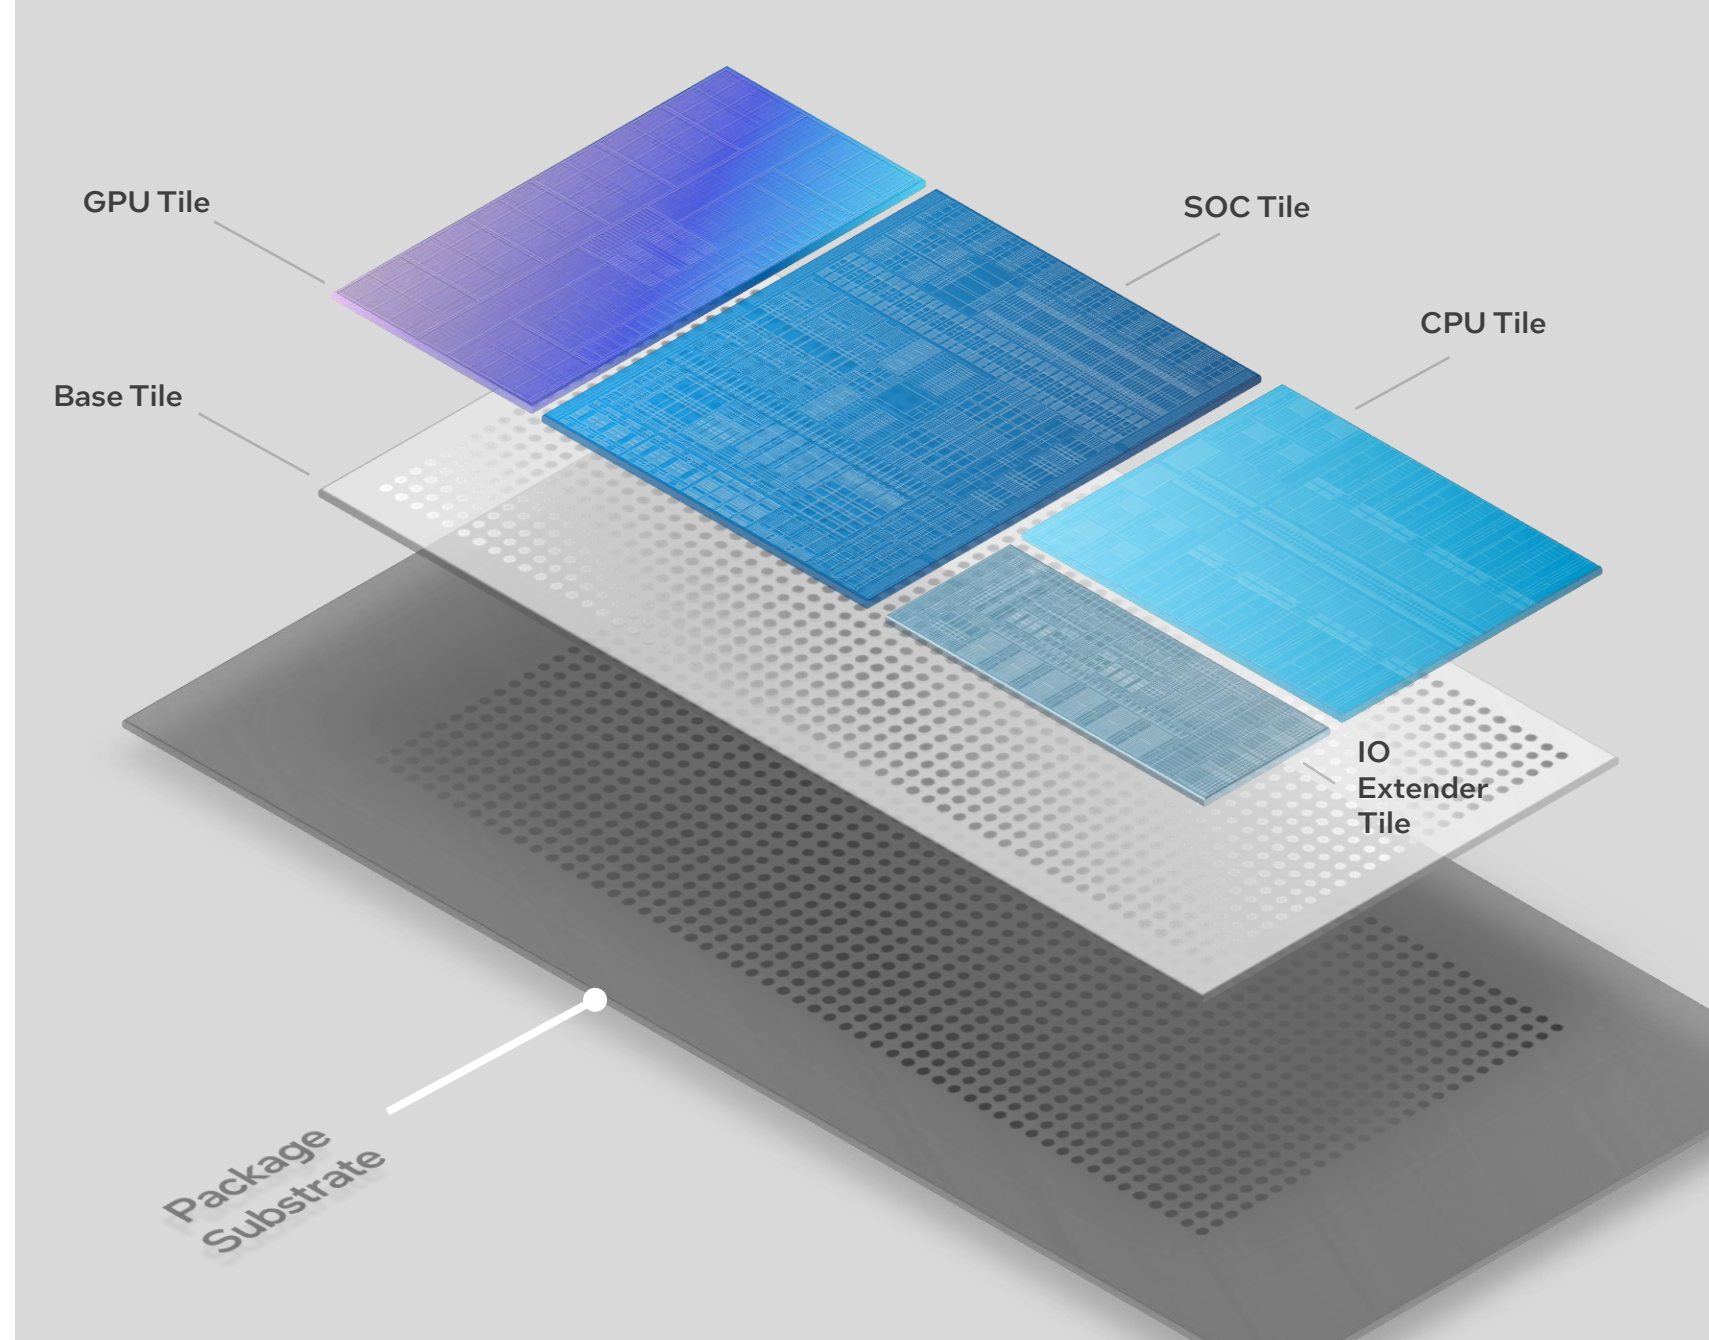 GPU Tile
SOC Tile
CPU Tile
Base Tile
IO
Extender
Tile
Package
Substrate